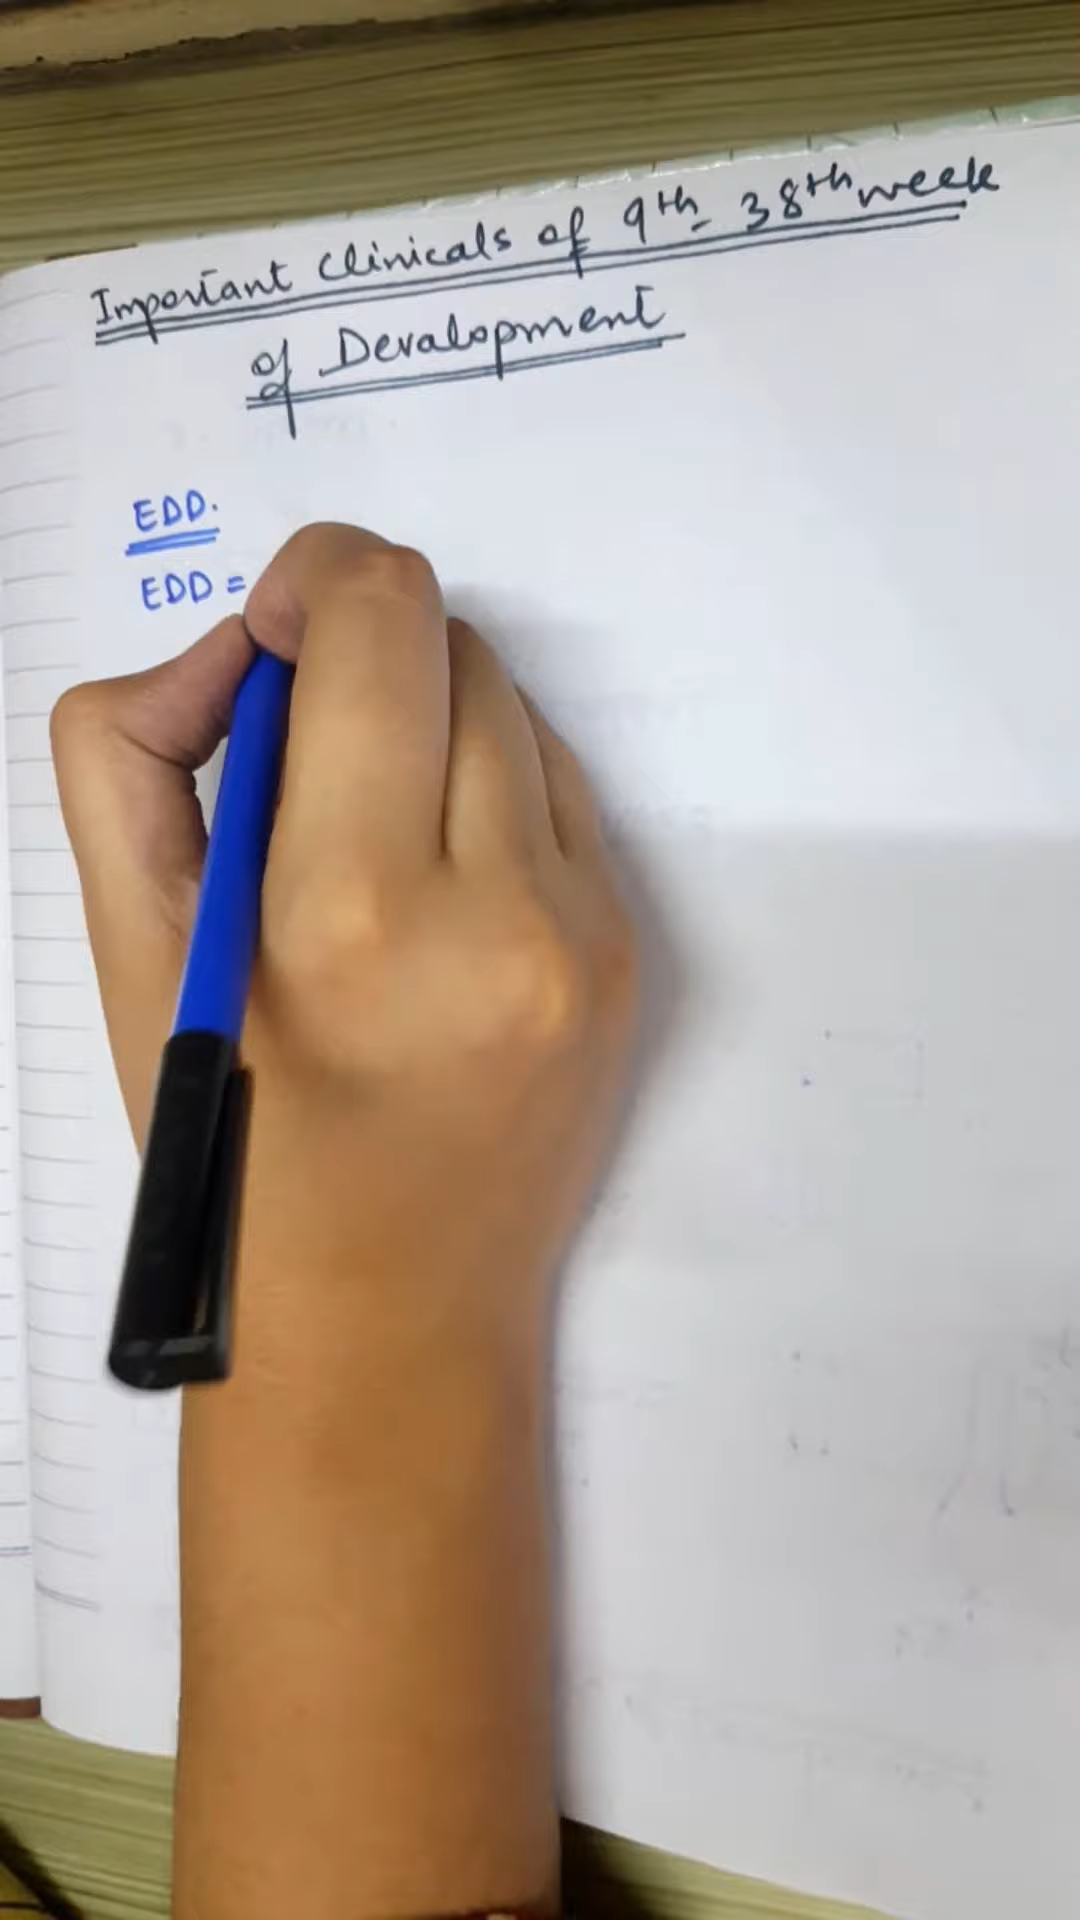 Important Clinicals of 9th - 38th week
of Devalopment
EDD.
EDD =